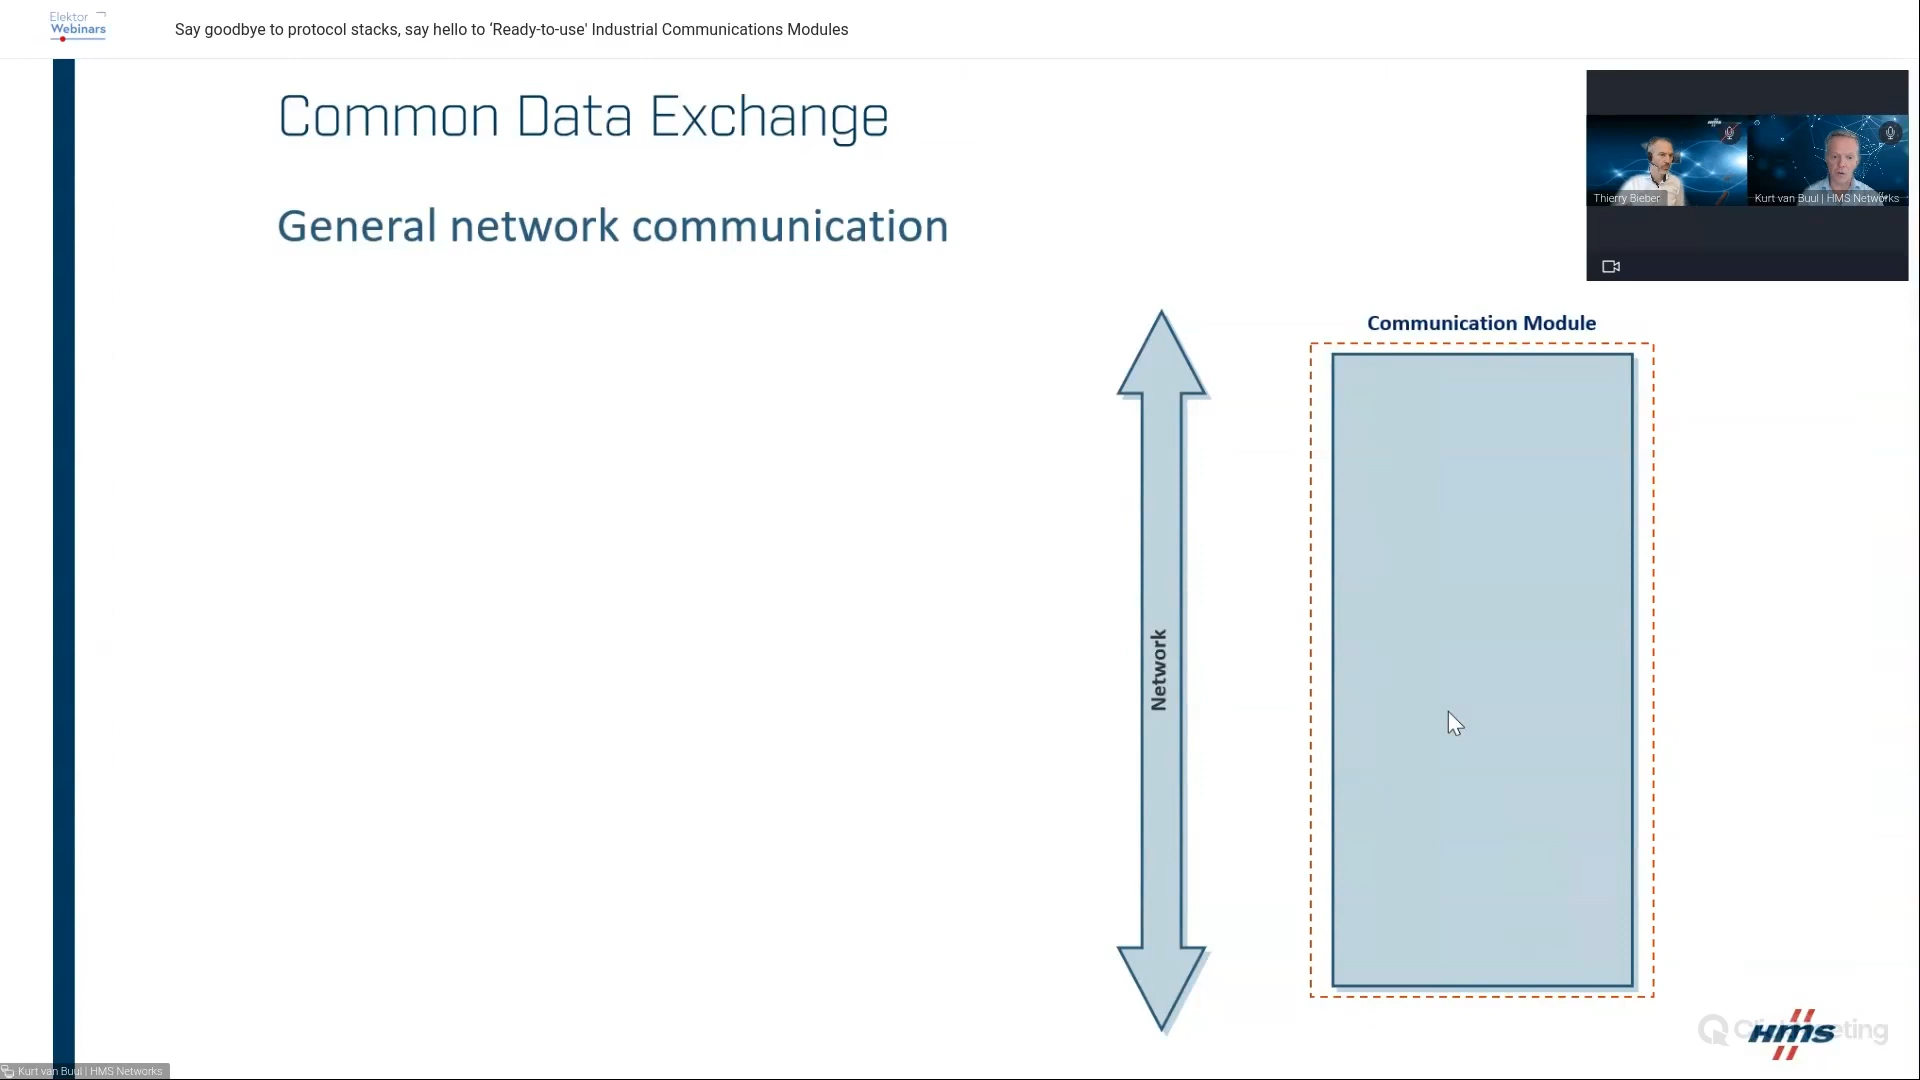 Elektor
Webinars
Say goodbye to protocol stacks, say hello to ‘Ready-to-use' Industrial Communications Modules
Common Data Exchange
General network communication
Thierry Bieber
Kurt van Buul | HMS Networks
Communication Module
Network
hms
Kurt van Buul | HMS Networks